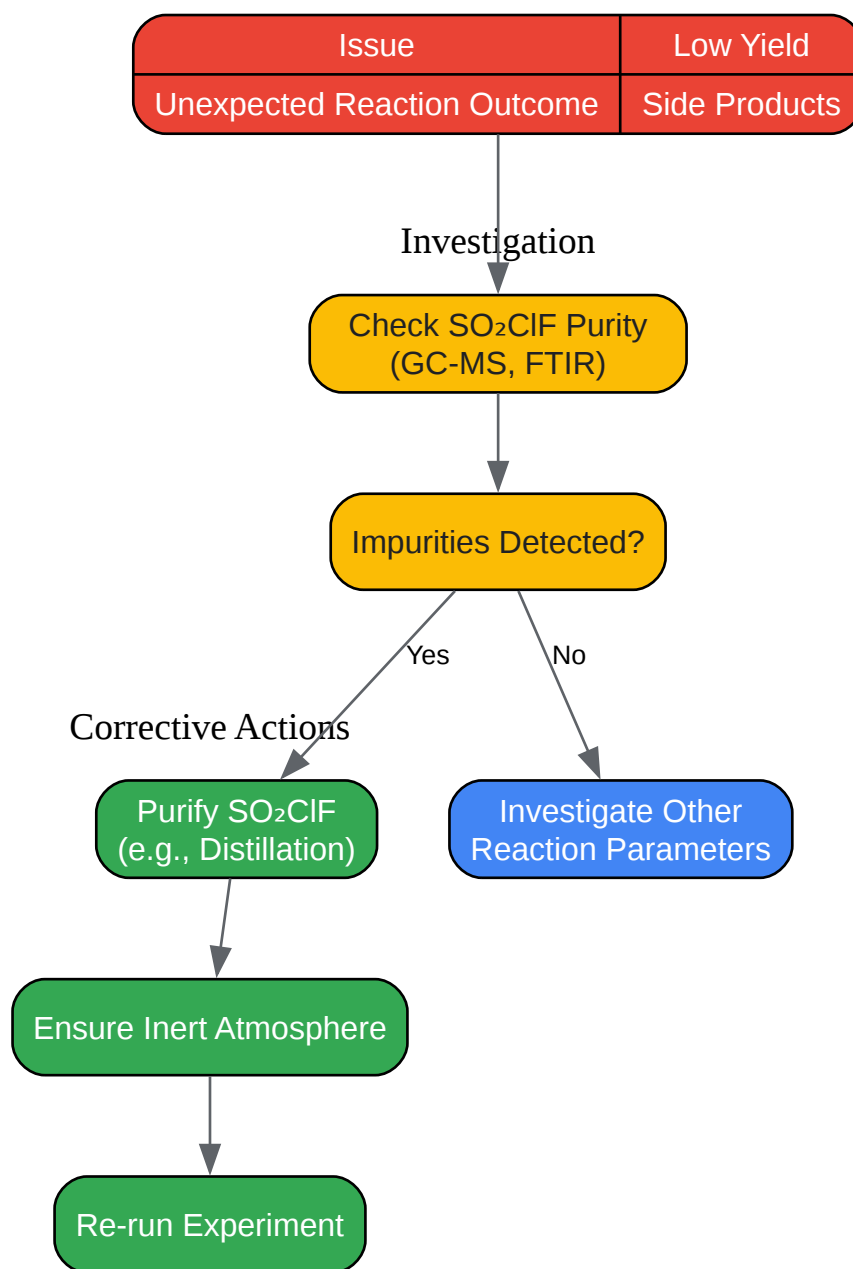 Issue
Low Yield
Unexpected Reaction Outcome
Side Products
Investigation
Check SO₂ClF Purity
(GC-MS, FTIR)
Impurities Detected?
Yes
No
Corrective Actions
Purify SO₂ClF
(e.g., Distillation)
Investigate Other
Reaction Parameters
Ensure Inert Atmosphere
Re-run Experiment